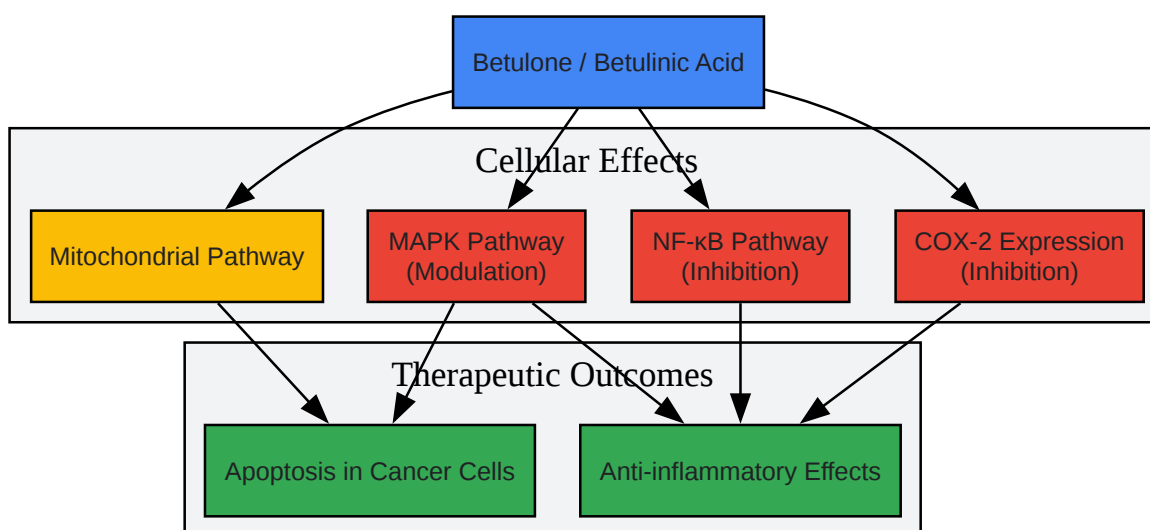 Betulone / Betulinic Acid
Cellular Effects
Mitochondrial Pathway
MAPK Pathway
(Modulation)
NF-κB Pathway
(Inhibition)
COX-2 Expression
(Inhibition)
Therapeutic Outcomes
Apoptosis in Cancer Cells
Anti-inflammatory Effects